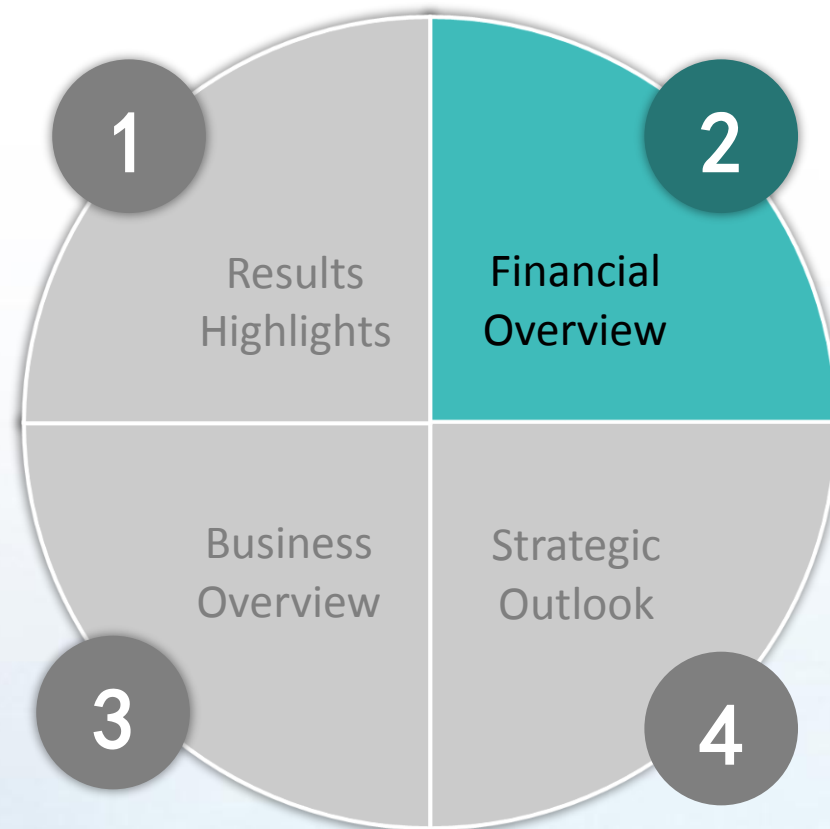 1
Results
Highlights
2
Financial
Overview
3
Business
Overview
4
Strategic
Outlook